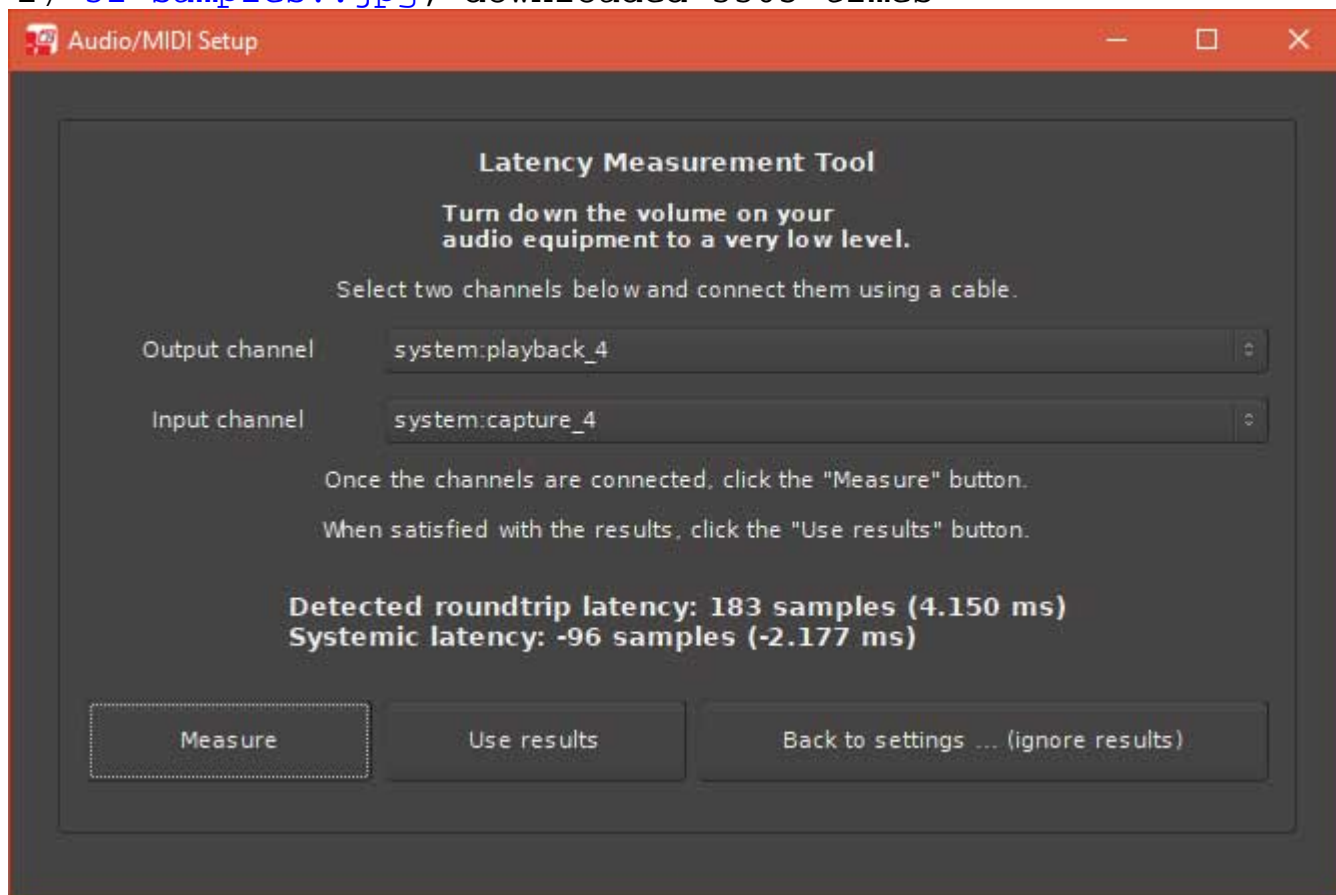 Audio/MIDI Setup
Latency Measurement Tool
Turn down the volume on your
audio equipment to a very low level.
Select two channels below and connect them using a cable.
Output channel system:playback_4
Input channel system:capture_4
Once the channels are connected, click the "Measure" button.
When satisfied with the results, click the "Use results" button.
Detected roundtrip latency: 183 samples (4.150 ms)
Systemic latency: -96 samples (-2.177 ms)
Measure Use results Back to settings ... (ignore results)